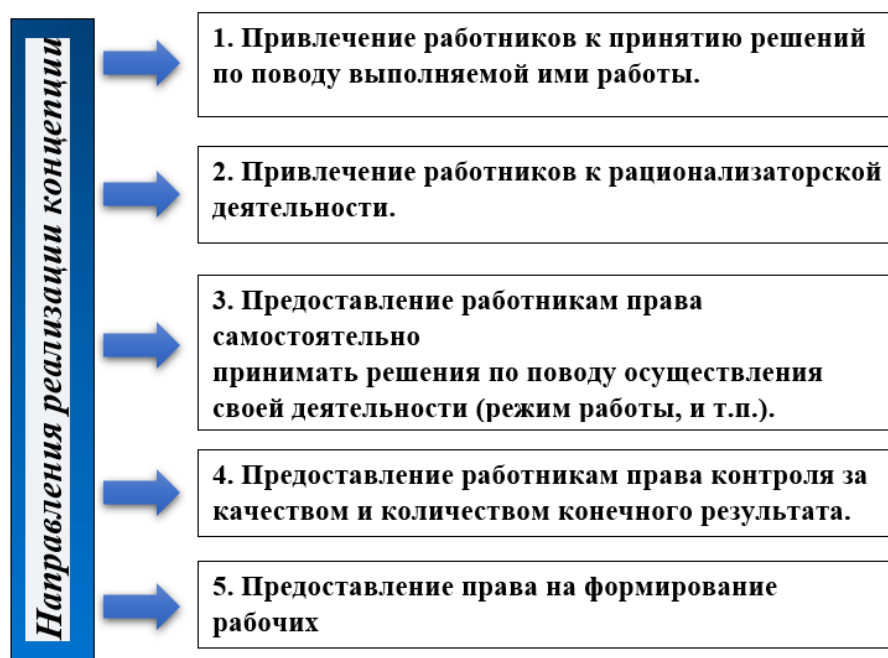 Направления реализации концепции
1. Привлечение работников к принятию решений
по поводу выполняемой ими работы.
2. Привлечение работников к рационализаторской
деятельности.
3. Предоставление работникам права
самостоятельно
принимать решения по поводу осуществления
своей деятельности (режим работы, и т.п.).
4. Предоставление работникам права контроля за
качеством и количеством конечного результата.
5. Предоставление права на формирование
рабочих